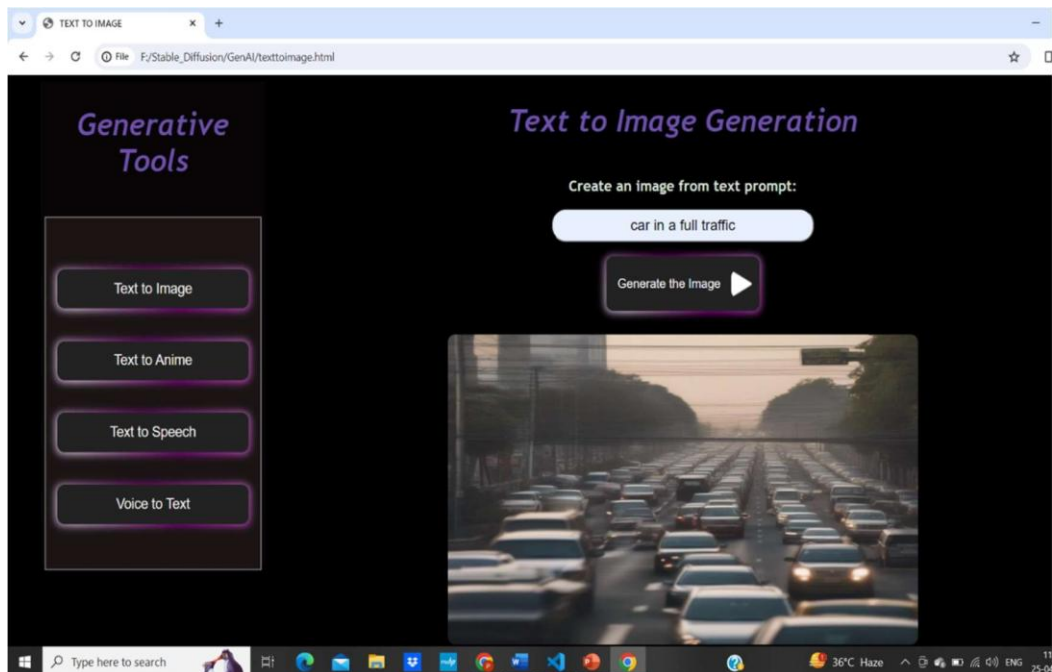 TEXT TO IMAGE
File F:/Stable_Diffusion/GenAI/texttoimage.html
Generative
Tools
Text to Image
Text to Anime
Text to Speech
Voice to Text
Text to Image Generation
Create an image from text prompt:
car in a full traffic
Generate the Image
Type here to search
36°C Haze
ENG